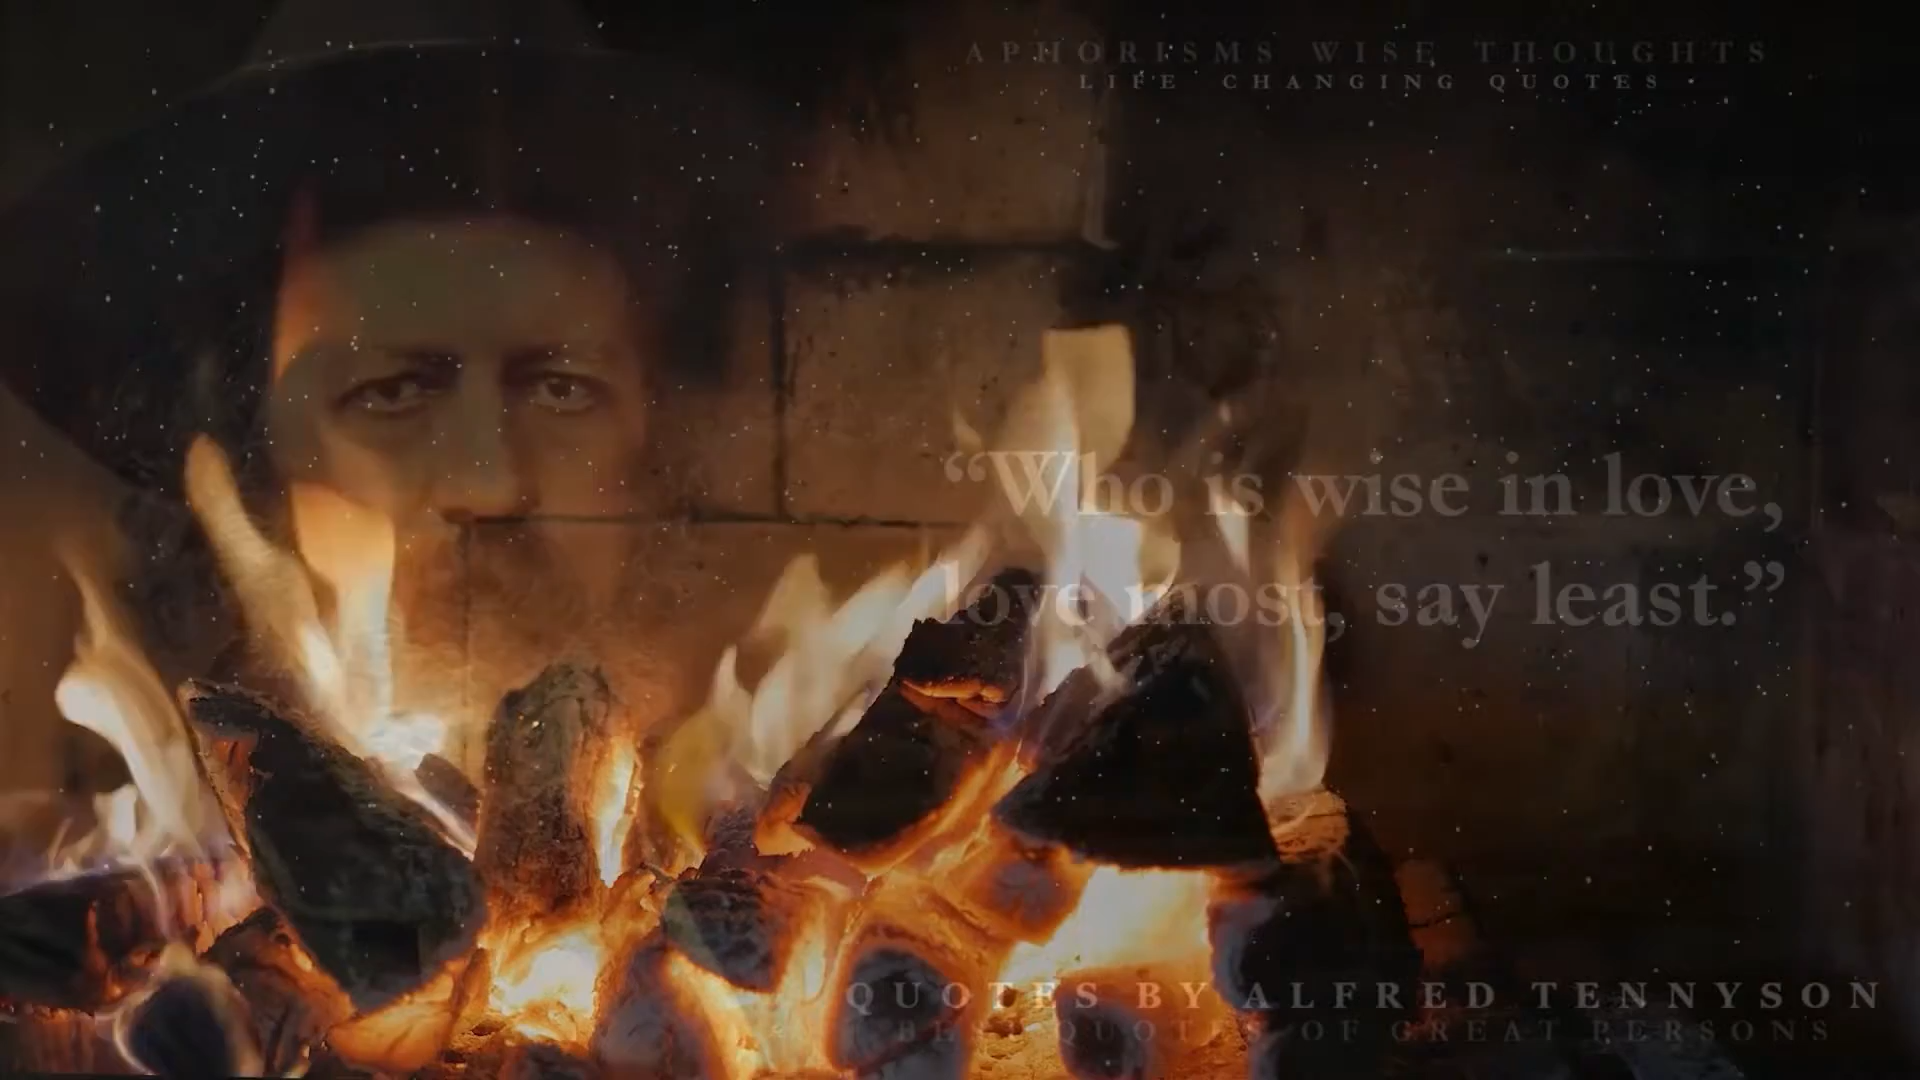 APHORISMS WISE THOUGHTS
LIFE CHANGING QUOTES
“Who is wise in love,
love most, say least.”
QUOTES BY ALFRED TENNYSON
BEST QUOTES OF GREAT PERSONS